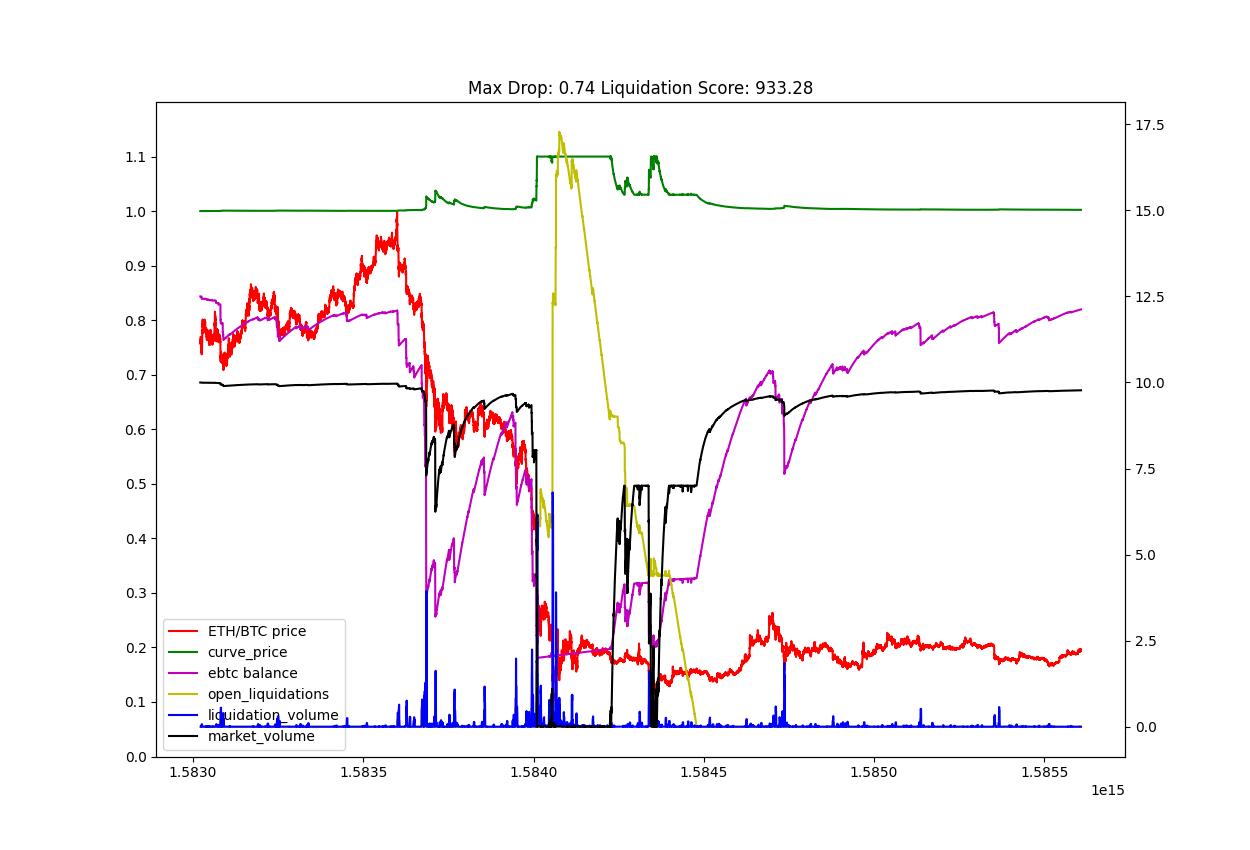 Max Drop: 0.74 Liquidation Score: 933.28
1.1
1.0
0.9
0.8
0.7
0.6
0.5
0.4
0.3
0.2
0.1
0.0
17.5
15.0
12.5
10.0
7.5
5.0
2.5
0.0
ETH/BTC price
curve_price
ebtc balance
open_liquidations
liquidation_volume
market_volume
1.5830 1.5835 1.5840 1.5845 1.5850 1.5855
1e15